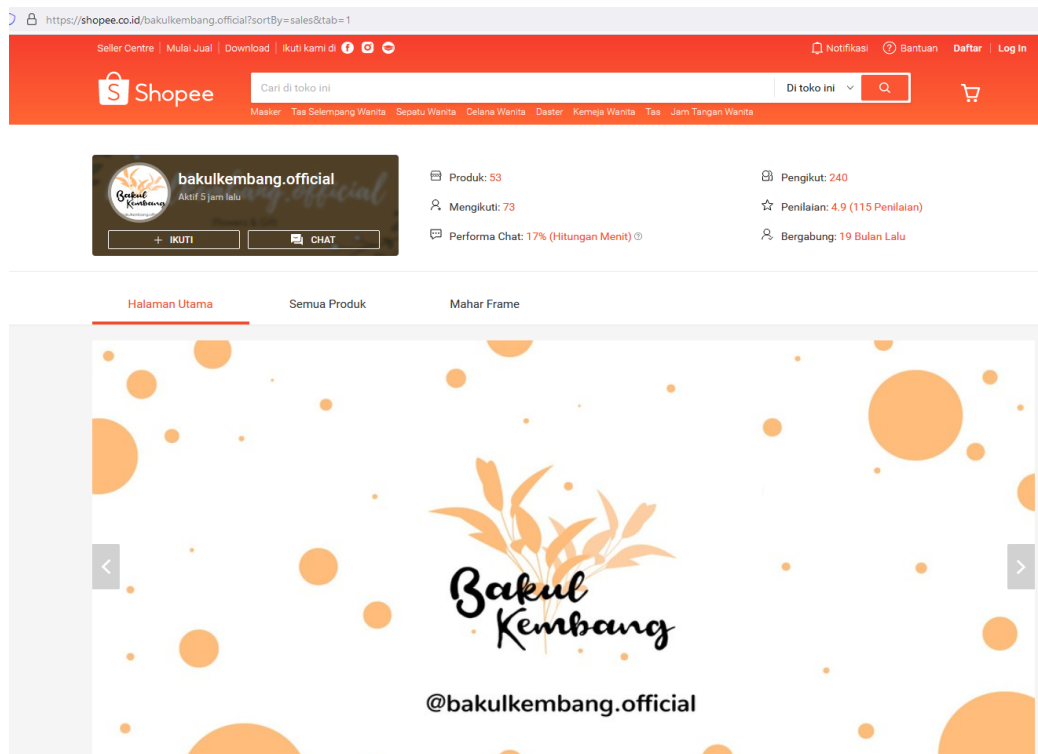 https://shopee.co.id/bakulkembang.official?sortBy=sales&tab=1
Seller Centre | Mulai Jual | Download | Ikuti kami di Notifikasi Bantuan Daftar | Log In
Shopee Cari di toko ini Di toko ini
Masker Tas Selempang Wanita Sepatu Wanita Celana Wanita Daster Kemeja Wanita Tas Jam Tangan Wanita
bakulkembang.official
Aktif 5 jam lalu
Bakul
Kembang
+ IKUTI CHAT
Produk: 53 Pengikut: 240
Mengikuti: 73 Penilaian: 4.9 (115 Penilaian)
Performa Chat: 17% (Hitungan Menit) Bergabung: 19 Bulan Lalu
Halaman Utama Semua Produk Mahar Frame
Bakul
Kembang
@bakulkembang.official